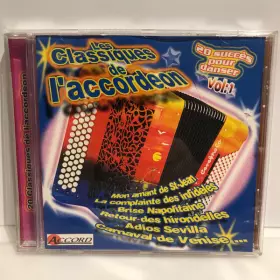 Les
Classiques
de
l'accordéon
20 succès
pour
danser
Vol.1
Mon amant de St-Jean
La complainte des Infidèles
Brise Napolitaine
Retour des hirondelles
Adios Sevilla
Carnaval de Venise....
ACCORD